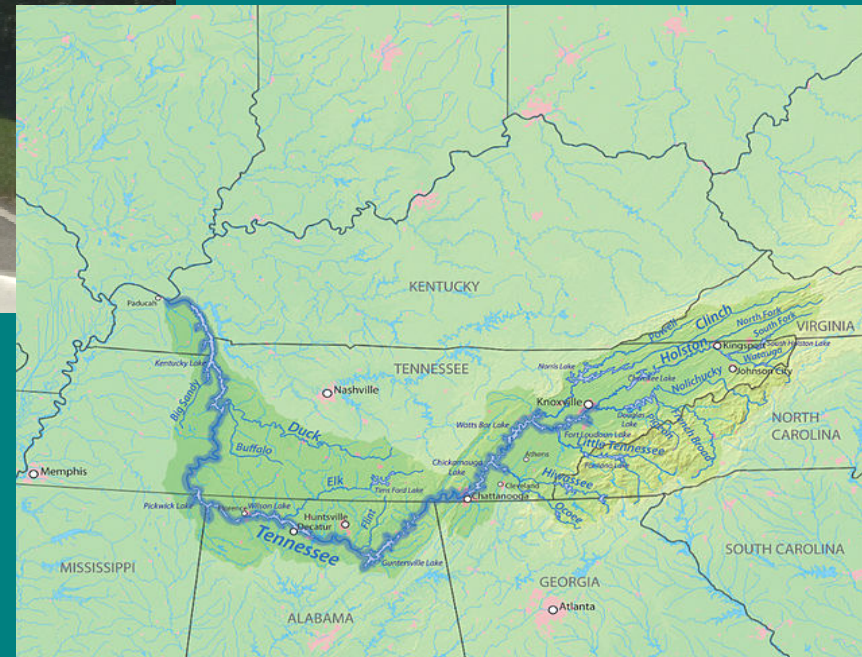 KENTUCKY
Paducah
Powell
Clinch
North Fork
South Fork
VIRGINIA
Holston
Kingsport
South Holston Lake
Watauga
Kentucky Lake
TENNESSEE
Norris Lake
Cherokee Lake
Johnson City
Nolichucky
Big Sandy
Nashville
Knoxville
Douglas Lake
Pigeon
French Broad
NORTH CAROLINA
Duck
Watts Bar Lake
Fort Loudoun Lake
Little Tennessee
Buffalo
Chickamauga Lake
Athens
Fontana Lake
Memphis
Elk
Tims Ford Lake
Hiwassee
Cleveland
Chattanooga
Pickwick Lake
Florence
Wilson Lake
Huntsville
Flint
Ocoee
Decatur
Tennessee
Guntersville Lake
SOUTH CAROLINA
MISSISSIPPI
GEORGIA
Atlanta
ALABAMA